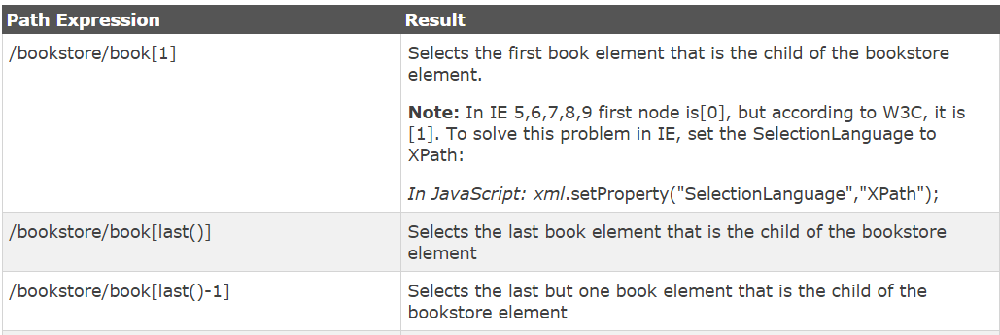 Path Expression Result
/bookstore/book[1] Selects the first book element that is the child of the bookstore
element.
Note: In IE 5,6,7,8,9 first node is[0], but according to W3C, it is
[1]. To solve this problem in IE, set the SelectionLanguage to
XPath:
In JavaScript: xml.setProperty("SelectionLanguage","XPath");
/bookstore/book[last()] Selects the last book element that is the child of the bookstore
element
/bookstore/book[last()-1] Selects the last but one book element that is the child of the
bookstore element